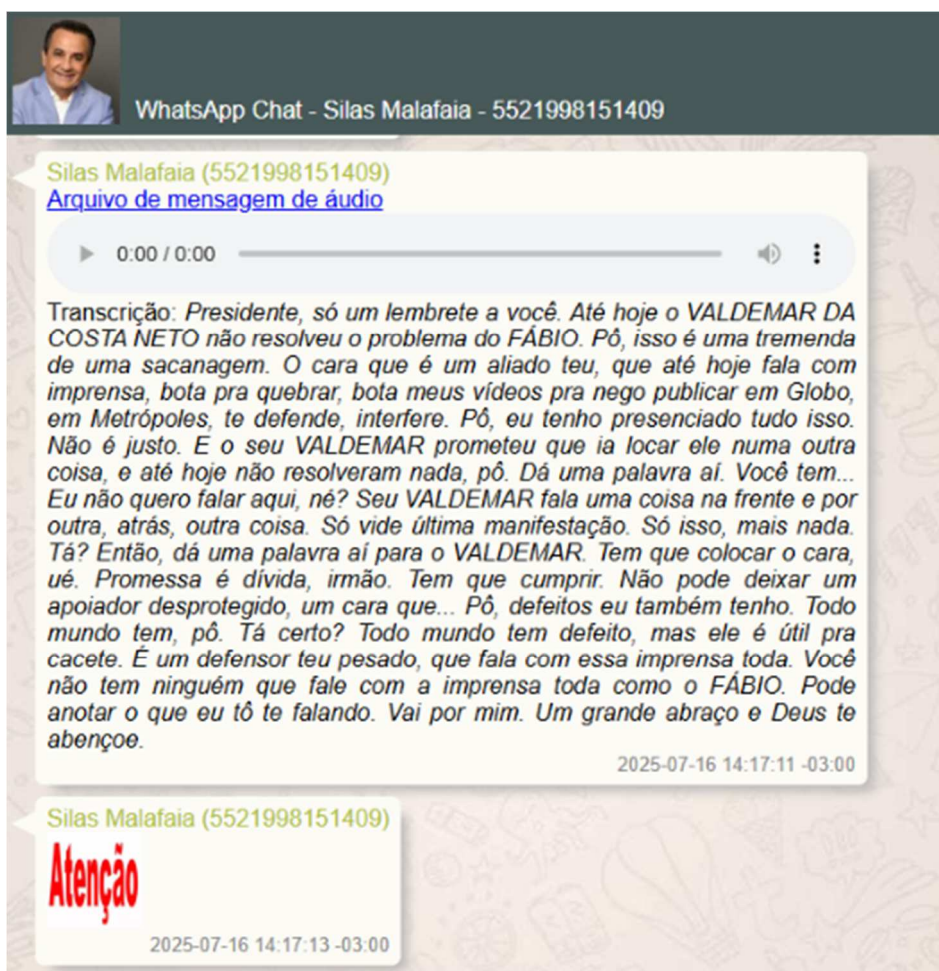 WhatsApp Chat - Silas Malafaia - 5521998151409
Silas Malafaia (5521998151409)
Arquivo de mensagem de áudio
0:00 / 0:00
Transcrição: Presidente, só um lembrete a você. Até hoje o VALDEMAR DA
COSTA NETO não resolveu o problema do FÁBIO. Pô, isso é uma tremenda
de uma sacanagem. O cara que é um aliado teu, que até hoje fala com
imprensa, bota pra quebrar, bota meus vídeos pra nego publicar em Globo,
em Metrópoles, te defende, interfere. Pô, eu tenho presenciado tudo isso.
Não é justo. E o seu VALDEMAR prometeu que ia locar ele numa outra
coisa, e até hoje não resolveram nada, pô. Dá uma palavra aí. Você tem...
Eu não quero falar aqui, né? Seu VALDEMAR fala uma coisa na frente e por
outra, atrás, outra coisa. Só vide última manifestação. Só isso, mais nada.
Tá? Então, dá uma palavra aí para o VALDEMAR. Tem que colocar o cara,
ué. Promessa é dívida, irmão. Tem que cumprir. Não pode deixar um
apoiador desprotegido, um cara que... Pô, defeitos eu também tenho. Todo
mundo tem, pô. Tá certo? Todo mundo tem defeito, mas ele é útil pra
cacete. É um defensor teu pesado, que fala com essa imprensa toda. Você
não tem ninguém que fale com a imprensa toda como o FÁBIO. Pode
anotar o que eu tô te falando. Vai por mim. Um grande abraço e Deus te
abençoe.
2025-07-16 14:17:11 -03:00
Silas Malafaia (5521998151409)
Atenção
2025-07-16 14:17:13 -03:00